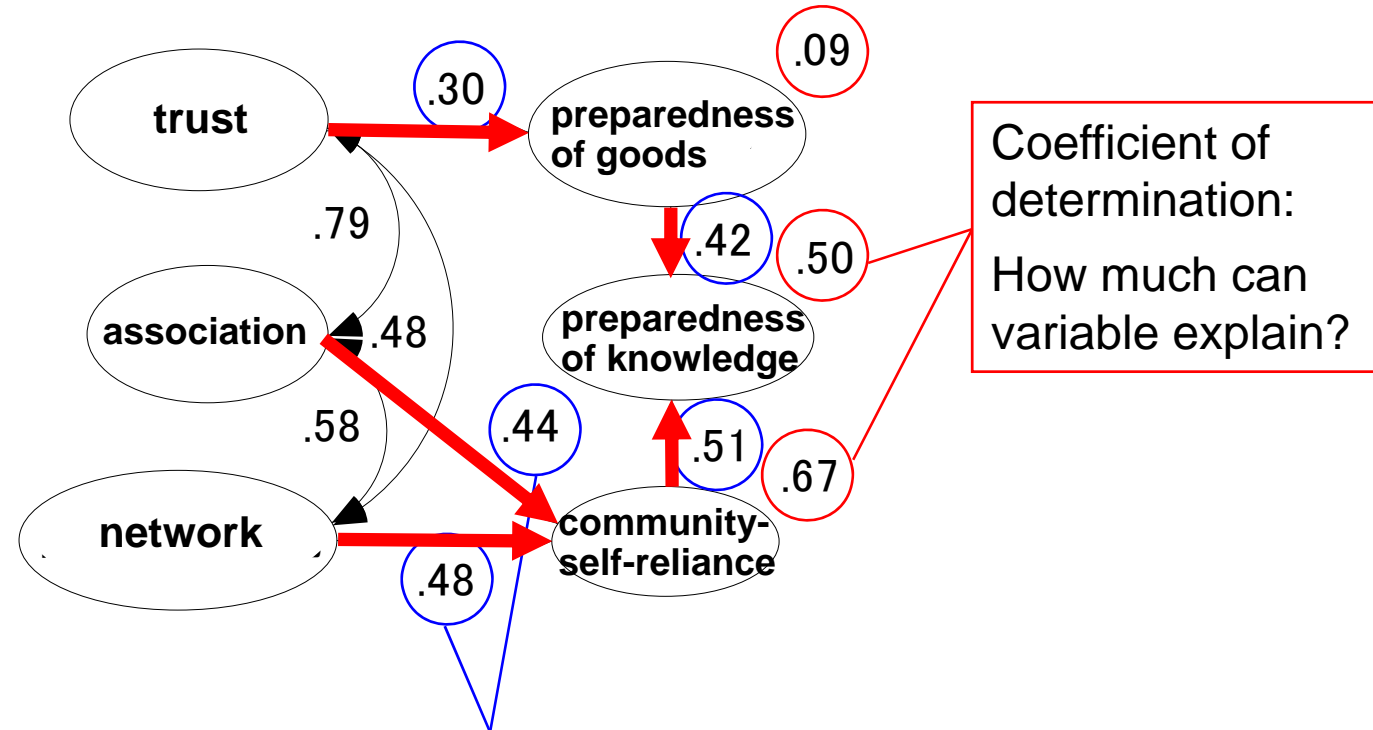 .09
.30
trust
preparedness
of goods
Coefficient of
determination:
How much can
variable explain?
.79
.42
.50
association
.48
preparedness
of knowledge
.58
.44
.51
.67
network
community-
self-reliance
.48